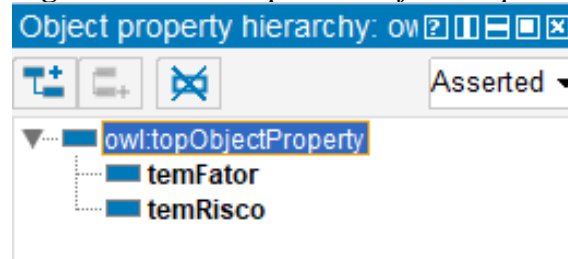 Object property hierarchy: ow
Asserted
owl:topObjectProperty
temFator
temRisco